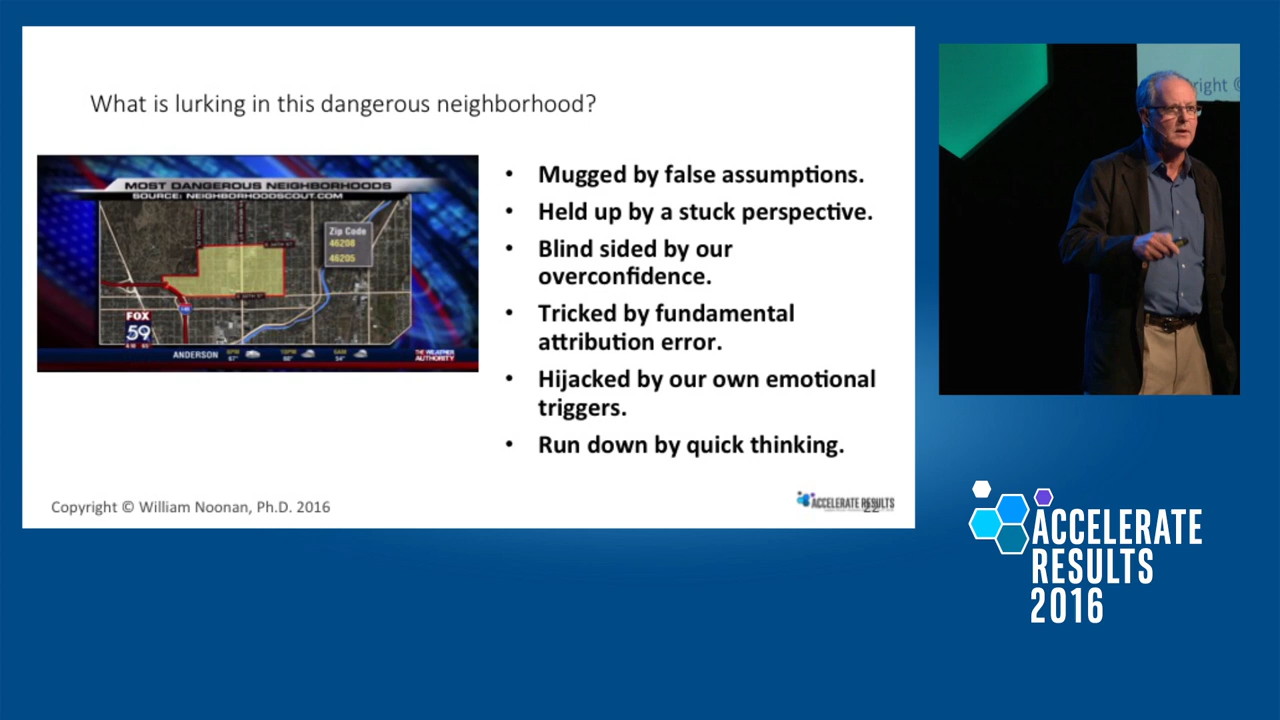 What is lurking in this dangerous neighborhood?
MOST DANGEROUS NEIGHBORHOODS
SOURCE: NEIGHBORHOODSCOUT.COM
Zip Code
46208
46205
FOX
59
ANDERSON
THE WEATHER
AUTHORITY
• Mugged by false assumptions.
• Held up by a stuck perspective.
• Blind sided by our
overconfidence.
• Tricked by fundamental
attribution error.
• Hijacked by our own emotional
triggers.
• Run down by quick thinking.
Copyright © William Noonan, Ph.D. 2016
ACCELERATE RESULTS
22
right ©
ACCELERATE
RESULTS
2016